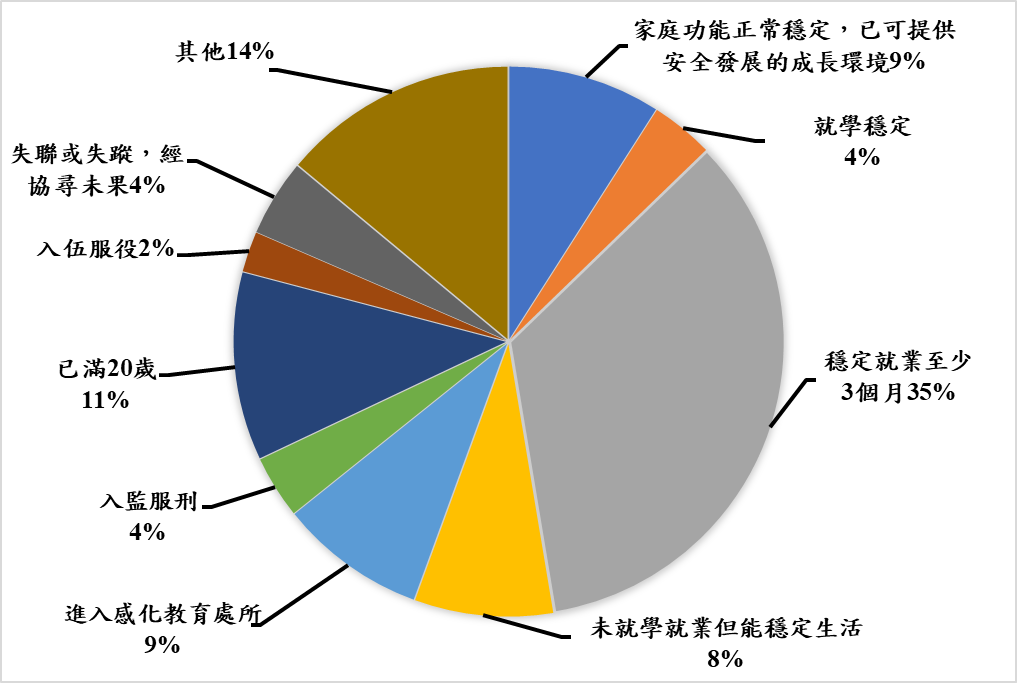 家庭功能正常穩定，已可提供
安全發展的成長環境9%
就學穩定
4%
穩定就業至少
3個月35%
未就學就業但能穩定生活
8%
進入感化教育處所
9%
入監服刑
4%
已滿20歲
11%
入伍服役2%
失聯或失蹤，經
協尋未果4%
其他14%